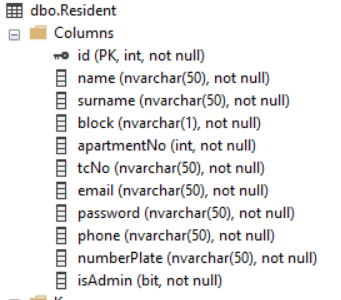 dbo.Resident
Columns
id (PK, int, not null)
name (nvarchar(50), not null)
surname (nvarchar(50), not null)
block (nvarchar(1), not null)
apartmentNo (int, not null)
tcNo (nvarchar(50), not null)
email (nvarchar(50), not null)
password (nvarchar(50), not null)
phone (nvarchar(50), not null)
numberPlate (nvarchar(50), not null)
isAdmin (bit, not null)